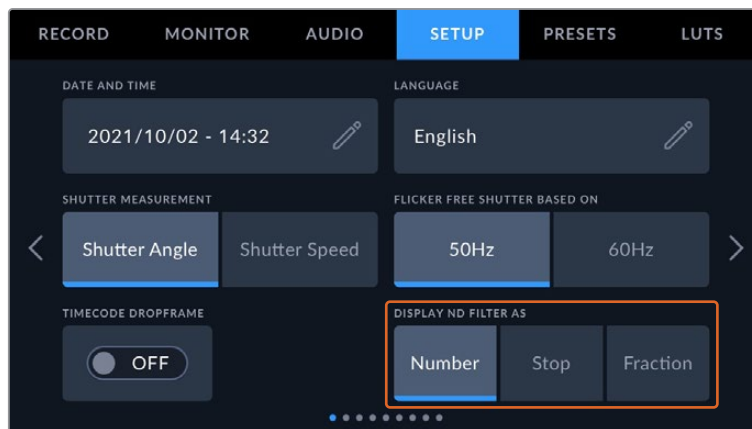 RECORD MONITOR AUDIO SETUP PRESETS LUTS
DATE AND TIME LANGUAGE
2021/10/02 - 14:32 English
SHUTTER MEASUREMENT FLICKER FREE SHUTTER BASED ON
Shutter Angle Shutter Speed 50Hz 60Hz
TIMECODE DROPFRAME DISPLAY ND FILTER AS
OFF Number Stop Fraction